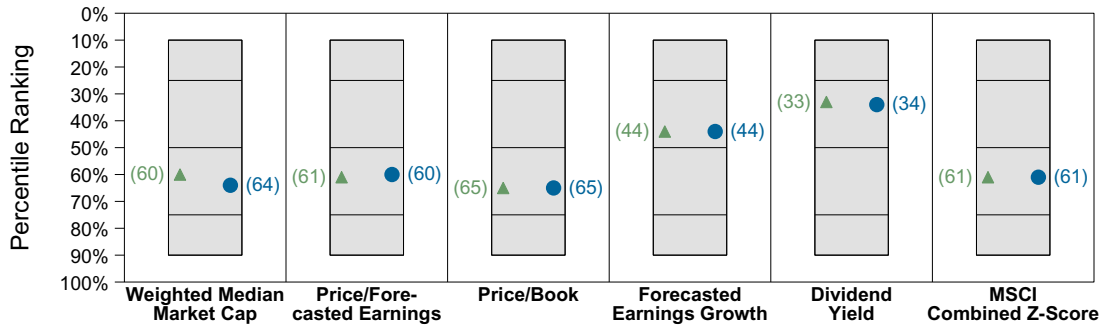 Percentile Ranking
0%
10%
20%
30%
40%
50%
60%
70%
80%
90%
100%
(60)
(64)
(61)
(60)
(65)
(65)
(44)
(44)
(33)
(34)
(61)
(61)
Weighted Median
Market Cap
Price/Fore-
casted Earnings
Price/Book
Forecasted
Earnings Growth
Dividend
Yield
MSCI
Combined Z-Score